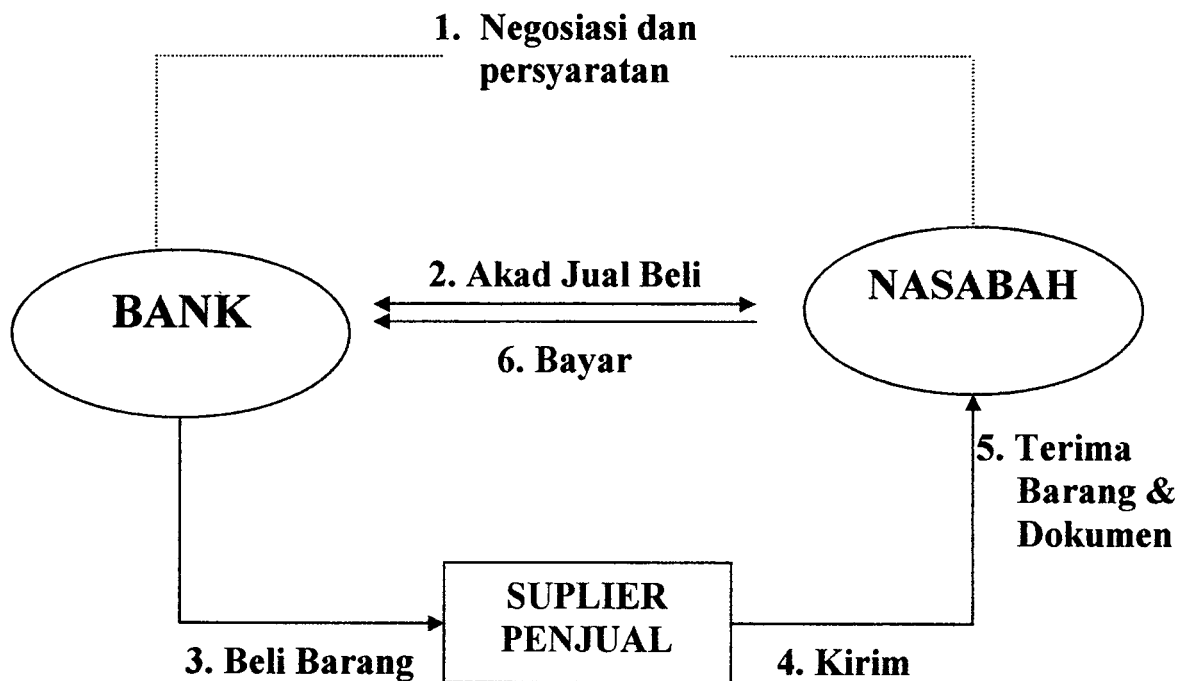 1. Negosiasi dan
persyaratan
BANK
2. Akad Jual Beli
NASABAH
6. Bayar
5. Terima
Barang &
Dokumen
SUPLIER
PENJUAL
3. Beli Barang
4. Kirim